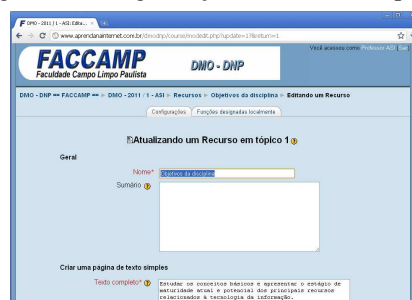 DMO - 2011 / 1 - ASI: Edita...
www.aprendananternet.com.br/dmodnp/course/modedit.php?update=178&return=1
Você acessou como Professor ASI
FACCAMP
Faculdade Campo Limpo Paulista
DMO - DNP
DMO - DNP == FACCAMP == ► DMO - 2011 / 1 - ASI ► Recursos ► Objetivos da disciplina ► Editando um Recurso
Configurações Funções designadas localmente
Atualizando um Recurso em tópico 1
Geral
Nome* Objetivos da disciplina
Sumário
Criar uma página de texto simples
Texto completo* Estudar os conceitos básicos e apresentar o estágio de
maturidade atual e potencial dos principais recursos
relacionados à tecnologia da informação.